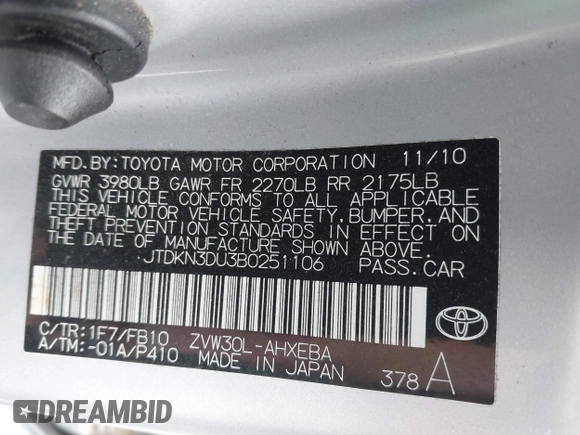 MFD.BY:TOYOTA MOTOR CORPORATION 11/10
GVWR 3980LB GAWR FR 2270LB RR 2175LB
THIS VEHICLE CONFORMS TO ALL APPLICABLE
FEDERAL MOTOR VEHICLE SAFETY,BUMPER,AND
THEFT PREVENTION STANDARDS IN EFFECT ON
THE DATE OF MANUFACTURE SHOWN ABOVE.
JTDKN3DU3B0251106 PASS.CAR
C/TR:1F7/FB10 ZVW30L-AHXEBA
A/TM:-01A/P410 MADE IN JAPAN 378 A
DREAMBID